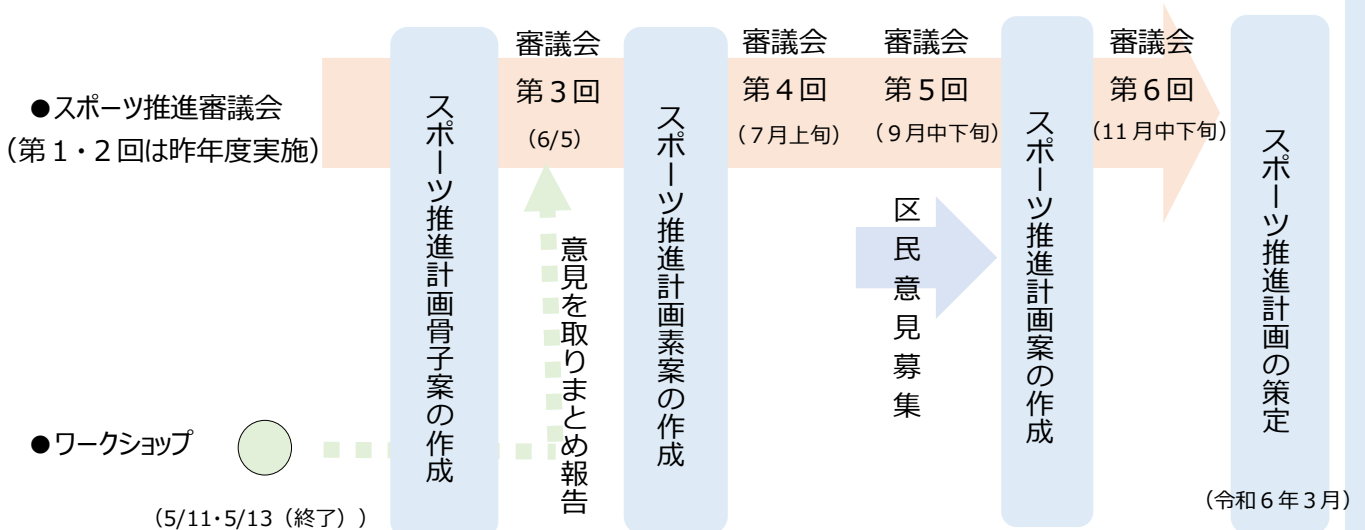 ●スポーツ推進審議会
（第１・２回は昨年度実施）
スポーツ推進計画骨子案の作成
審議会
第３回
（6/5）
意見を取りまとめ報告
スポーツ推進計画素案の作成
審議会
第４回
（７月上旬）
審議会
第５回
（９月中下旬）
区民意見募集
スポーツ推進計画案の作成
審議会
第６回
（11月中下旬）
スポーツ推進計画の策定
（令和６年３月）
●ワークショップ
（5/11・5/13（終了））